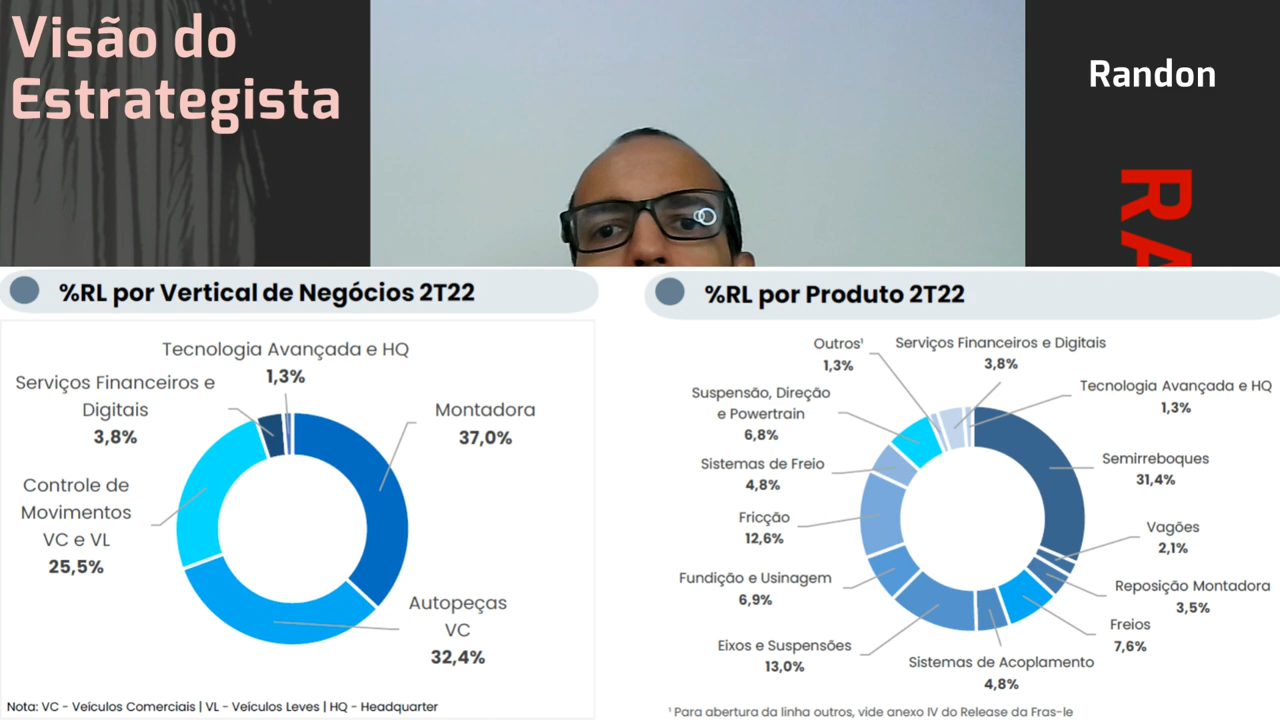 Visão do
Estrategista
Randon
RA
%RL por Vertical de Negócios 2T22
Tecnologia Avançada e HQ
1,3%
Serviços Financeiros e
Digitais
3,8%
Montadora
37,0%
Controle de
Movimentos
VC e VL
25,5%
Autopeças
VC
32,4%
Nota: VC - Veículos Comerciais | VL - Veículos Leves | HQ - Headquarter
%RL por Produto 2T22
Outros¹
1,3%
Serviços Financeiros e Digitais
3,8%
Tecnologia Avançada e HQ
1,3%
Suspensão, Direção
e Powertrain
6,8%
Semirreboques
31,4%
Sistemas de Freio
4,8%
Fricção
12,6%
Vagões
2,1%
Fundição e Usinagem
6,9%
Reposição Montadora
3,5%
Freios
7,6%
Eixos e Suspensões
13,0%
Sistemas de Acoplamento
4,8%
¹ Para abertura da linha outros, vide anexo IV do Release da Fras-le